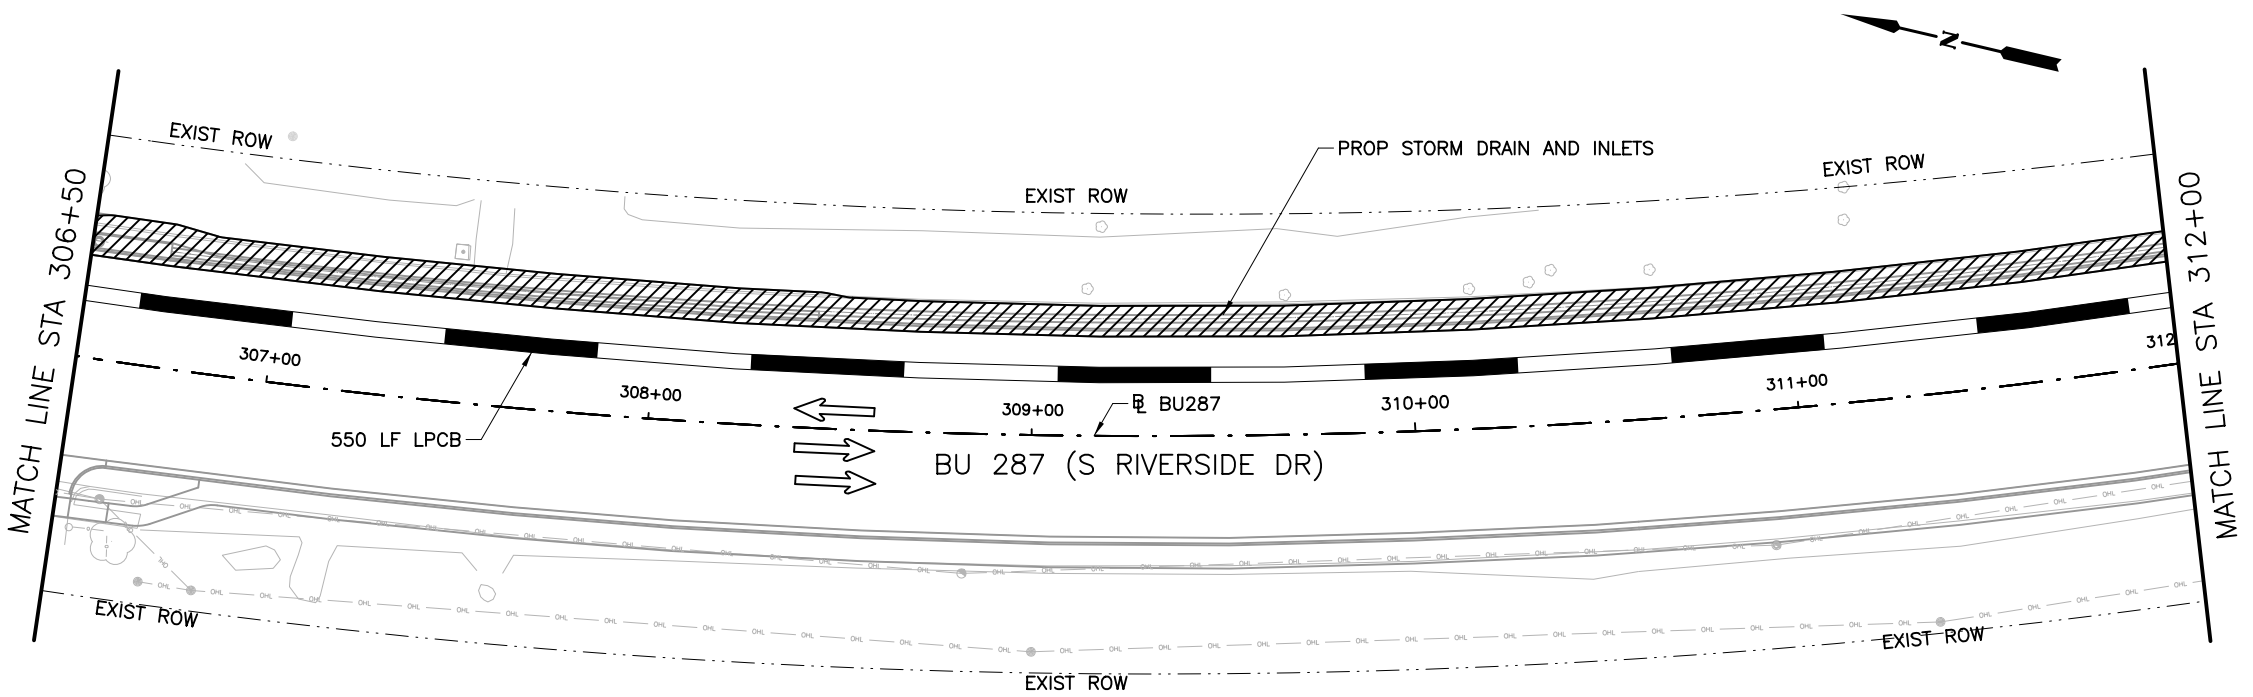 N
EXIST ROW
PROP STORM DRAIN AND INLETS
EXIST ROW
EXIST ROW
MATCH LINE STA 306+50
MATCH LINE STA 312+00
307+00
308+00
309+00
310+00
311+00
312
BL BU287
550 LF LPCB
BU 287 (S RIVERSIDE DR)
OHL
EXIST ROW
EXIST ROW
EXIST ROW